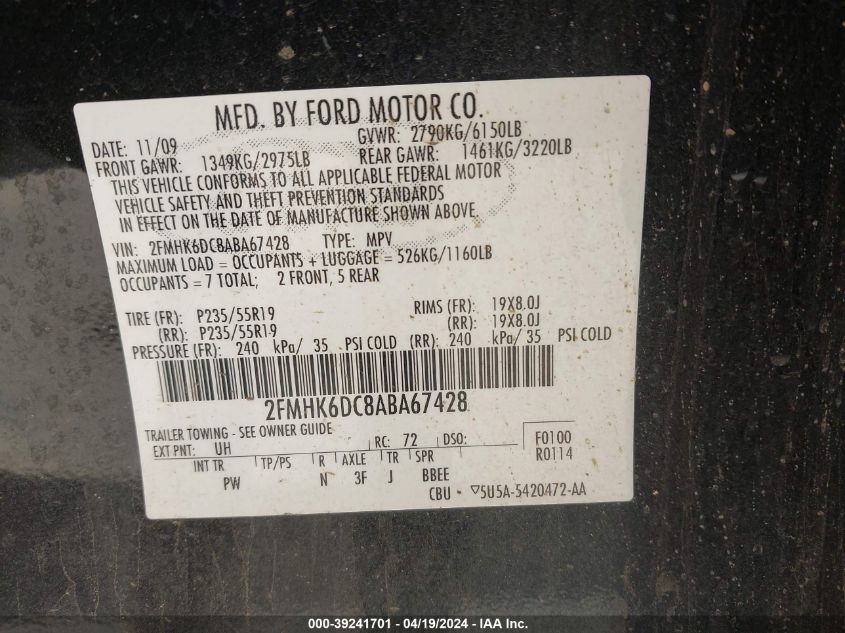 MFD. BY FORD MOTOR CO.
DATE: 11/09 GVWR: 2790KG/6150LB
FRONT GAWR: 1349KG/2975LB REAR GAWR: 1461KG/3220LB
THIS VEHICLE CONFORMS TO ALL APPLICABLE FEDERAL MOTOR
VEHICLE SAFETY AND THEFT PREVENTION STANDARDS
IN EFFECT ON THE DATE OF MANUFACTURE SHOWN ABOVE.
VIN: 2FMHK6DC8ABA67428 TYPE: MPV
MAXIMUM LOAD = OCCUPANTS + LUGGAGE = 526KG/1160LB
OCCUPANTS = 7 TOTAL; 2 FRONT, 5 REAR
TIRE (FR): P235/55R19 RIMS (FR): 19X8.0J
(RR): P235/55R19 (RR): 19X8.0J
PRESSURE (FR): 240 kPa/ 35 PSI COLD (RR): 240 kPa/ 35 PSI COLD
2FMHK6DC8ABA67428
TRAILER TOWING - SEE OWNER GUIDE
EXT PNT: UH RC: 72 DSO: F0100
INT TR TP/PS R AXLE TR SPR R0114
PW N 3F J BBEE
CBU ▽5U5A-5420472-AA
000-39241701 - 04/19/2024 - IAA Inc.